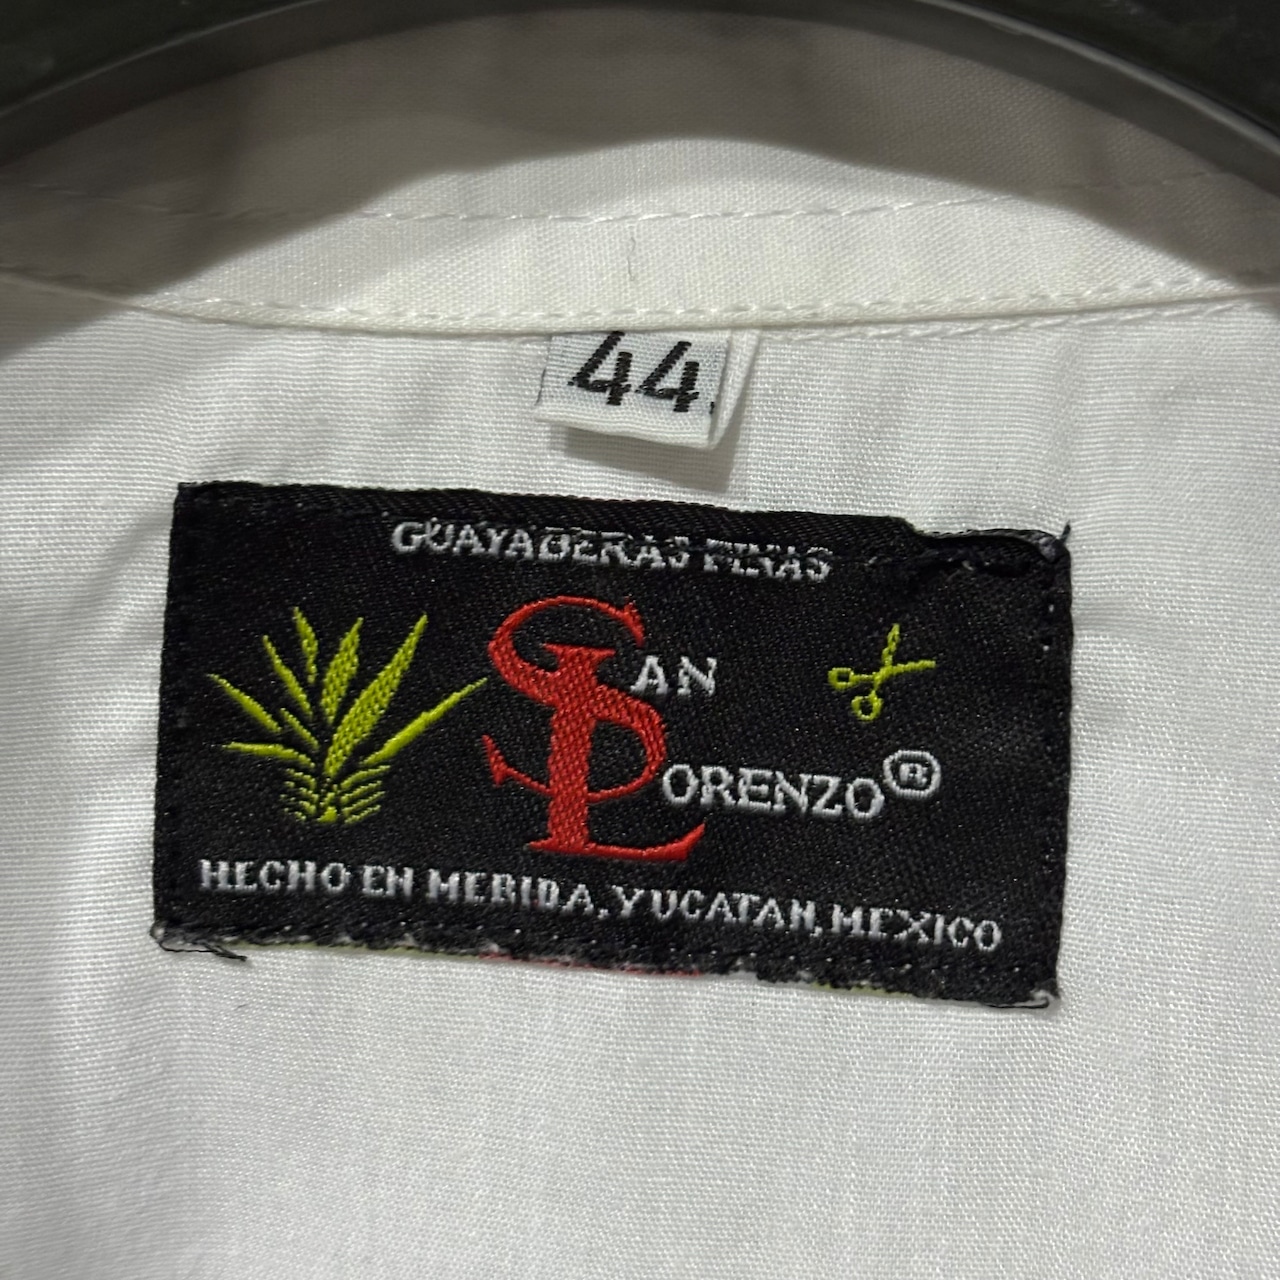 44
GUAYABERAS FINAS
SAN
LORENZO®
HECHO EN MERIDA, YUCATAN, MEXICO